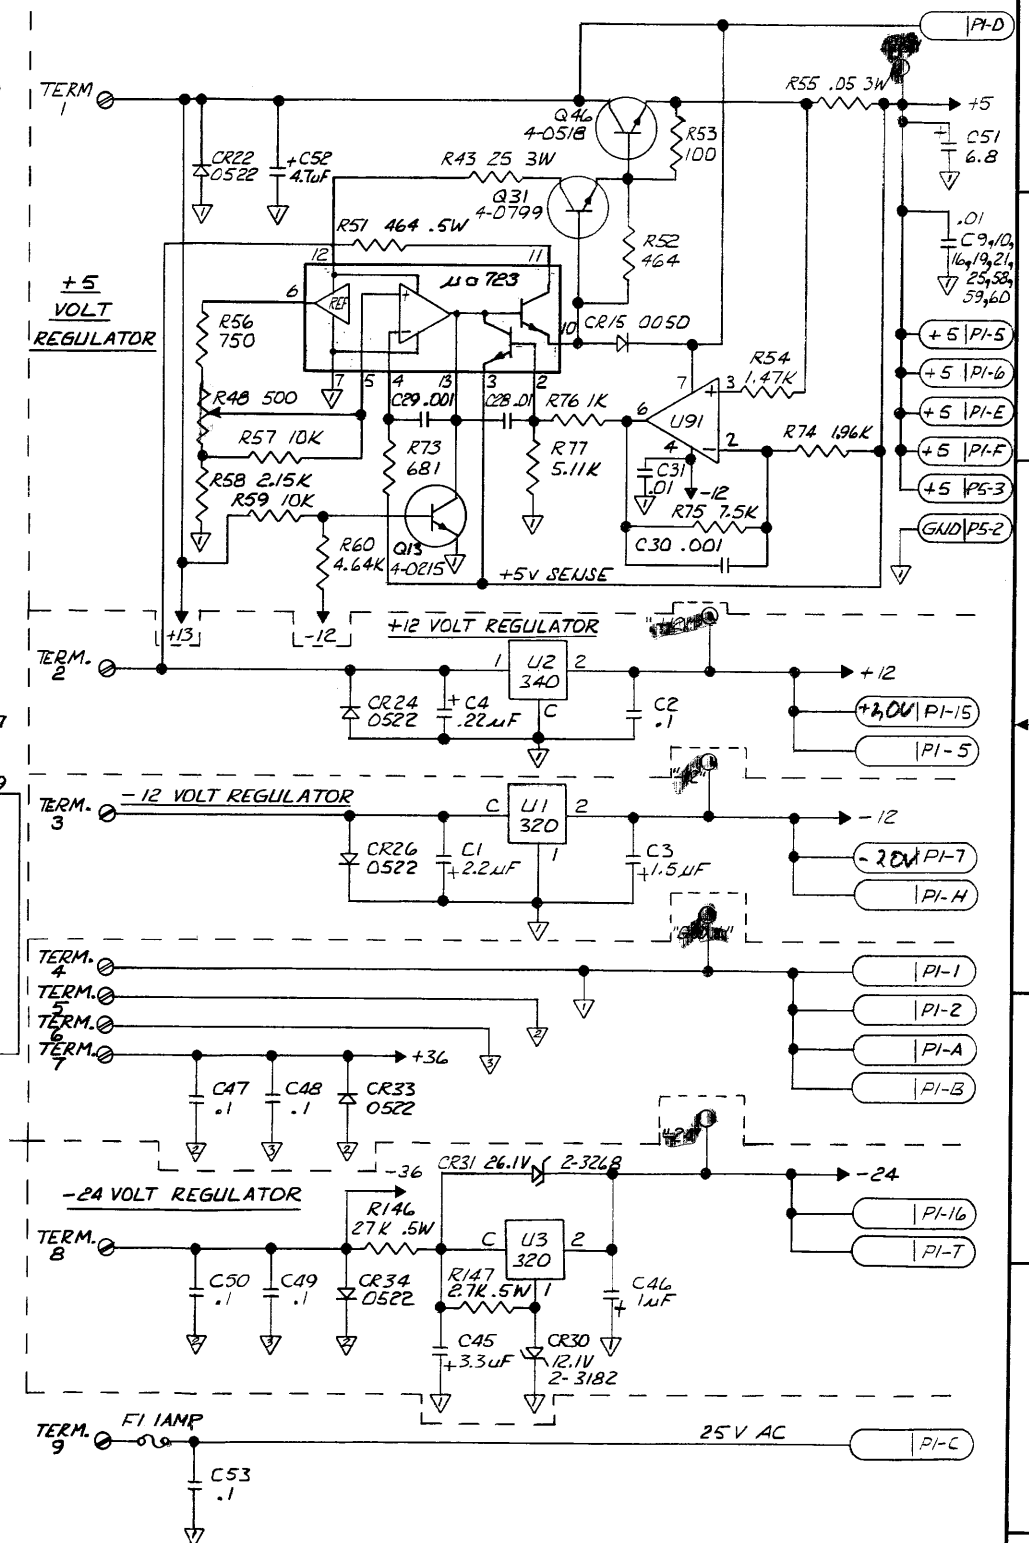 P1-D
TERM 1
R55 .05 3W
+5
Q46
4-0518
R53
100
+ C51
6.8
CR22
0522
+ C52
4.7uF
R43 25 3W
Q31
4-0799
R51 464 .5W
R52
464
.01
C9,10,
16,19,21,
25,58,
59,60
12
11
µa723
+5
VOLT
REGULATOR
6
REF
+
-
10
CR15 0050
R56
750
+5 P1-5
+5 P1-6
+5 P1-E
+5 P1-F
+5 P5-3
GND P5-2
7 5 4 13 3 2
R54
1.47K
R48 500
C29 .001
C28 .01
R76 1K
6
7
+ 3
U91
4
- 2
R74 1.96K
R57 10K
R73
681
R77
5.11K
C31
.01
-12
R58 2.15K
R59 10K
R75 7.5K
C30 .001
R60
4.64K
Q13
4-0215
+5V SENSE
+13
-12
+12 VOLT REGULATOR
TERM.
2
1
U2
340
2
C
+12
CR24
0522
+ C4
.22uF
C2
.1
+20V P1-15
P1-5
-12 VOLT REGULATOR
TERM.
3
C
U1
320
2
1
-12
CR26
0522
C1
+ 2.2uF
C3
+ 1.5uF
-20V P1-7
P1-H
TERM.
4
P1-1
TERM.
5
P1-2
TERM.
6
P1-A
TERM.
7
+36
P1-B
C47
.1
C48
.1
CR33
0522
-24 VOLT REGULATOR
-36
CR31 26.1V
2-3268
-24
R146
27K .5W
P1-16
TERM.
8
C
U3
320
2
1
P1-T
C50
.1
C49
.1
CR34
0522
R147
2.7K .5W
C46
+ 1uF
C45
+ 3.3uF
CR30
12.1V
2-3182
TERM.
9
F1 1AMP
25V AC
P1-C
C53
.1